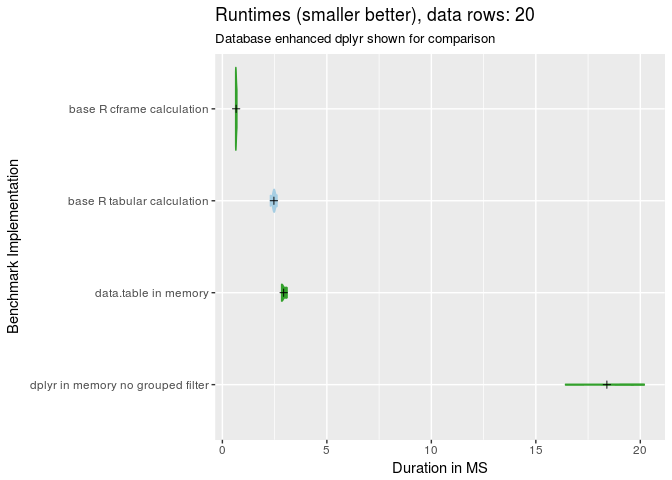 Runtimes (smaller better), data rows: 20
Database enhanced dplyr shown for comparison
Benchmark Implementation
base R cframe calculation
base R tabular calculation
data.table in memory
dplyr in memory no grouped filter
0 5 10 15 20
Duration in MS